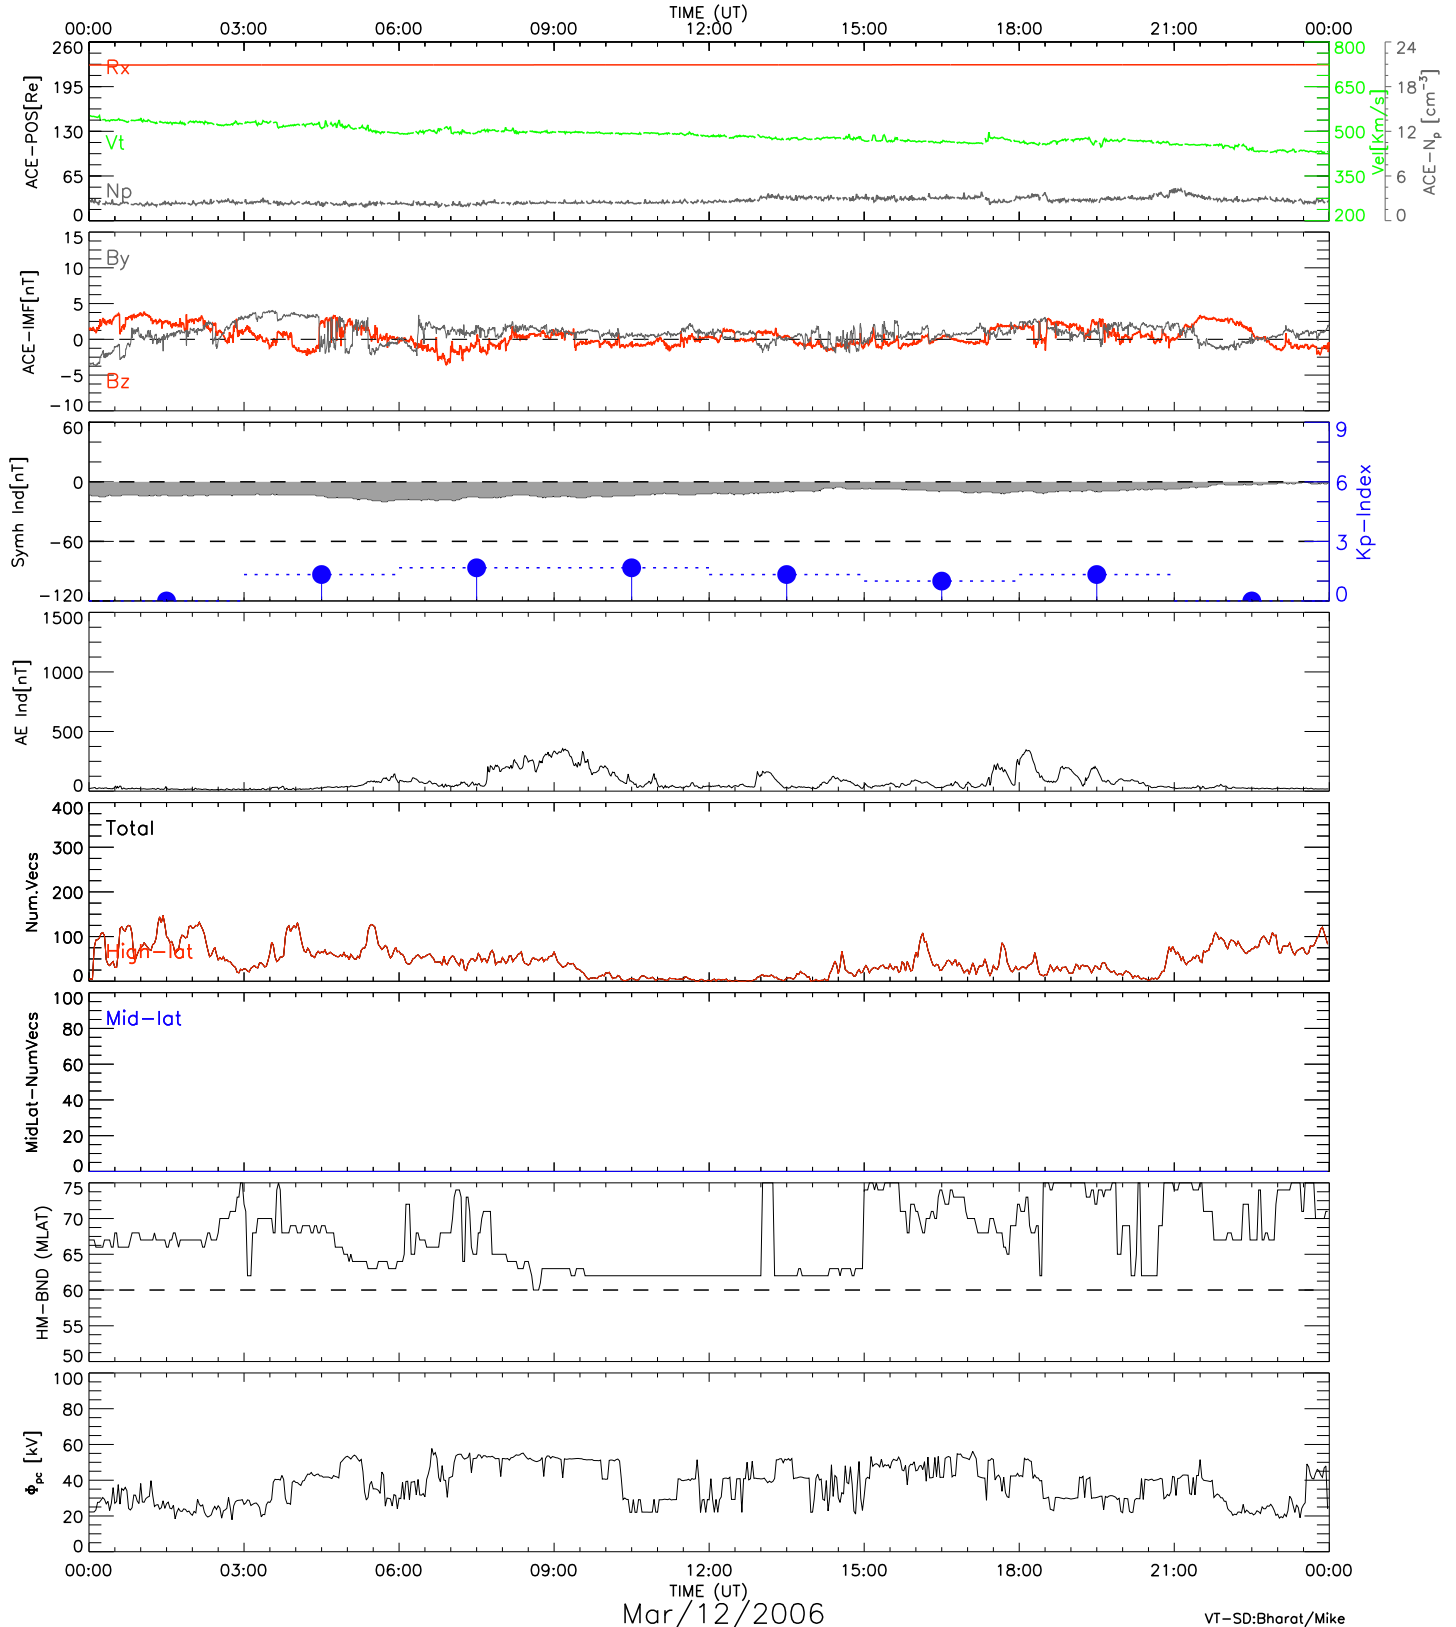 TIME (UT)
00:00 03:00 06:00 09:00 12:00 15:00 18:00 21:00 00:00
260 195 130 65 0
ACE-POS[Re]
Rx
Vt
Np
800 650 500 350 200
Vel[Km/s]
24 18 12 6 0
ACE-Np [cm-3]
15 10 5 0 -5 -10
ACE-IMF[nT]
By
Bz
60 0 -60 -120
Symh Ind[nT]
9 6 3 0
Kp-Index
1500 1000 500 0
AE Ind[nT]
400 300 200 100 0
Num.Vecs
Total
High-lat
100 80 60 40 20 0
MidLat-NumVecs
Mid-lat
75 70 65 60 55 50
HM-BND (MLAT)
100 80 60 40 20 0
Φpc [kV]
00:00 03:00 06:00 09:00 12:00 15:00 18:00 21:00 00:00
TIME (UT)
Mar/12/2006
VT-SD:Bharat/Mike